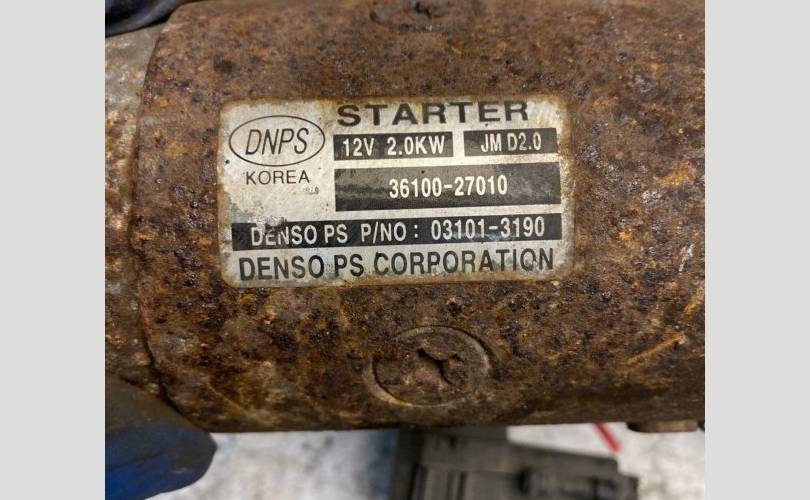 STARTER
DNPS
12V 2.0KW JM D2.0
KOREA
36100-27010
DENSO PS P/NO: 03101-3190
DENSO PS CORPORATION